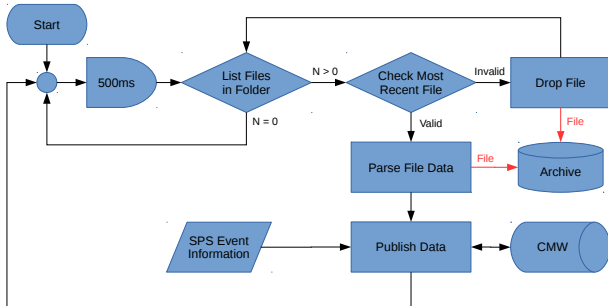 Start
500ms
List Files
in Folder
N > 0
N = 0
Check Most
Recent File
Invalid
Drop File
Valid
File
Parse File Data
File
Archive
SPS Event
Information
Publish Data
CMW